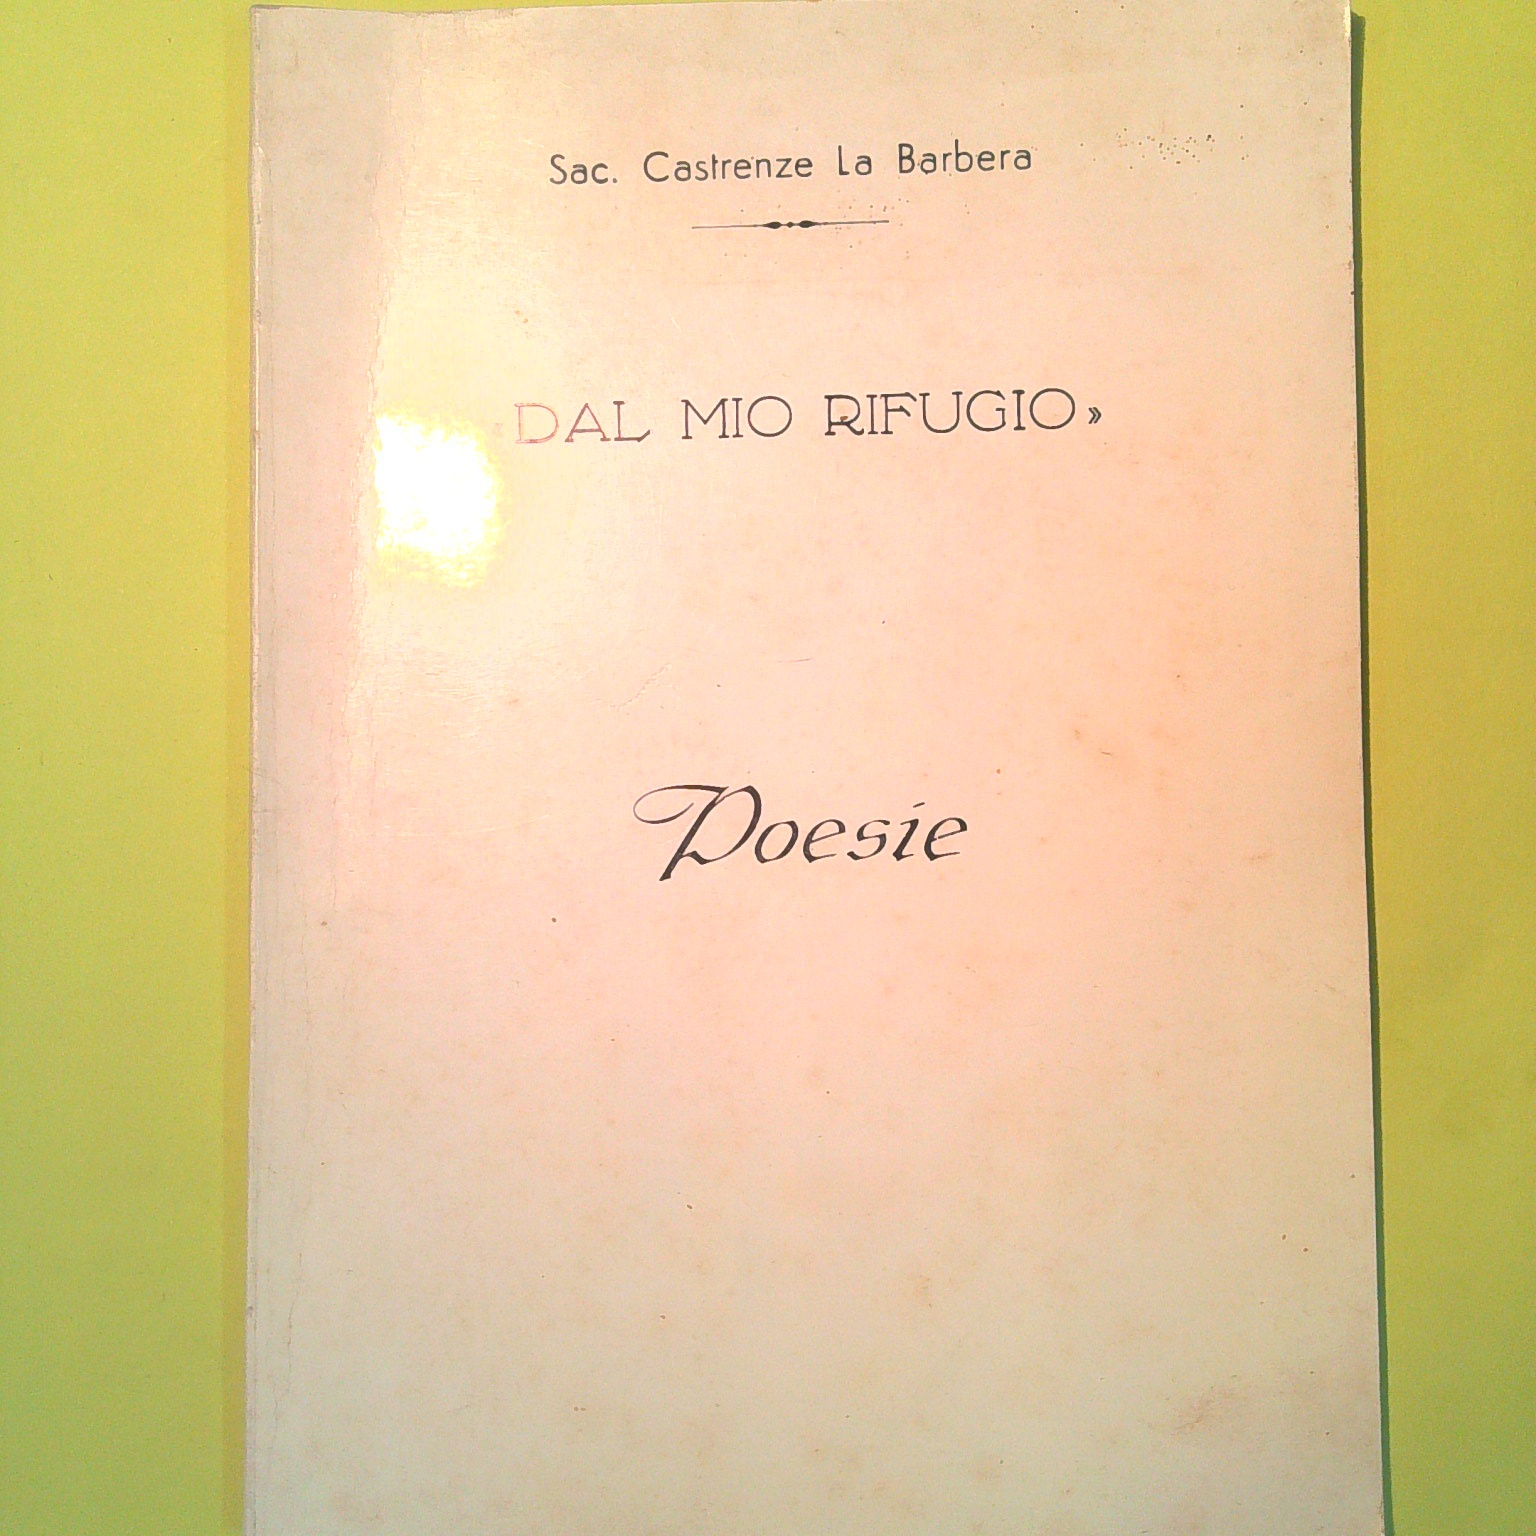 Sac. Castrenze La Barbera
« DAL MIO RIFUGIO »
Poesie